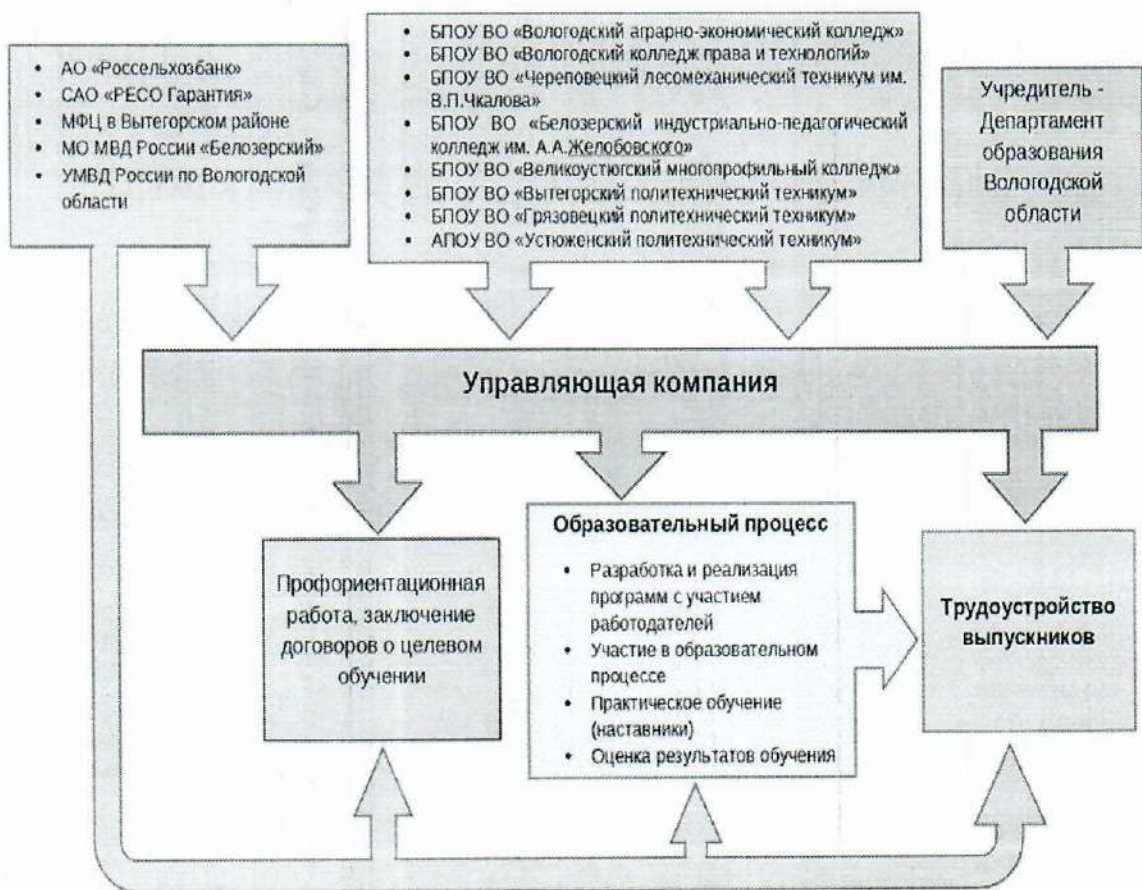 • АО «Россельхозбанк»
• САО «РЕСО Гарантия»
• МФЦ в Вытегорском районе
• МО МВД России «Белозерский»
• УМВД России по Вологодской
области
• БПОУ ВО «Вологодский аграрно-экономический колледж»
• БПОУ ВО «Вологодский колледж права и технологий»
• БПОУ ВО «Череповецкий лесомеханический техникум им.
В.П.Чкалова»
• БПОУ ВО «Белозерский индустриально-педагогический
колледж им. А.А.Желобовского»
• БПОУ ВО «Великоустюгский многопрофильный колледж»
• БПОУ ВО «Вытегорский политехнический техникум»
• БПОУ ВО «Грязовецкий политехнический техникум»
• АПОУ ВО «Устюженский политехнический техникум»
Учредитель -
Департамент
образования
Вологодской
области
Управляющая компания
Профориентационная
работа, заключение
договоров о целевом
обучении
Образовательный процесс
• Разработка и реализация
программ с участием
работодателей
• Участие в образовательном
процессе
• Практическое обучение
(наставники)
• Оценка результатов обучения
Трудоустройство
выпускников